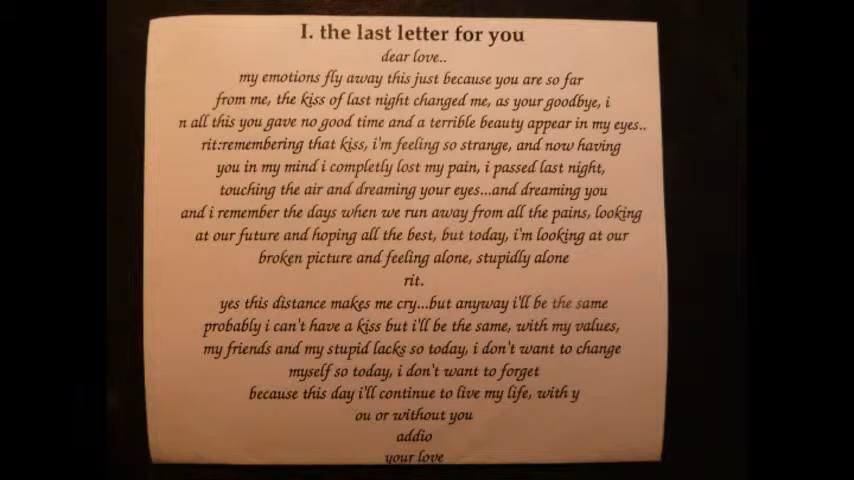 I. the last letter for you
dear love..
my emotions fly away this just because you are so far
from me, the kiss of last night changed me, as your goodbye, i
n all this you gave no good time and a terrible beauty appear in my eyes..
rit:remembering that kiss, i'm feeling so strange, and now having
you in my mind i completly lost my pain, i passed last night,
touching the air and dreaming your eyes...and dreaming you
and i remember the days when we run away from all the pains, looking
at our future and hoping all the best, but today, i'm looking at our
broken picture and feeling alone, stupidly alone
rit.
yes this distance makes me cry...but anyway i'll be the same
probably i can't have a kiss but i'll be the same, with my values,
my friends and my stupid lacks so today, i don't want to change
myself so today, i don't want to forget
because this day i'll continue to live my life, with y
ou or without you
addio
your love